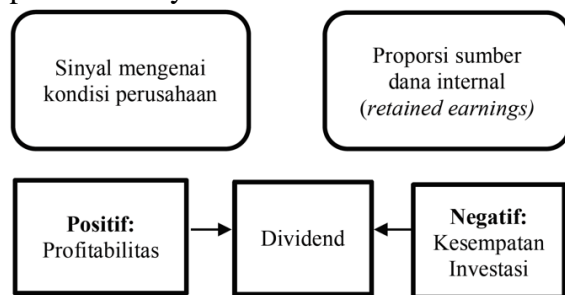 Sinyal mengenai
kondisi perusahaan
Proporsi sumber
dana internal
(retained earnings)
Positif:
Profitabilitas
Dividend
Negatif:
Kesempatan
Investasi